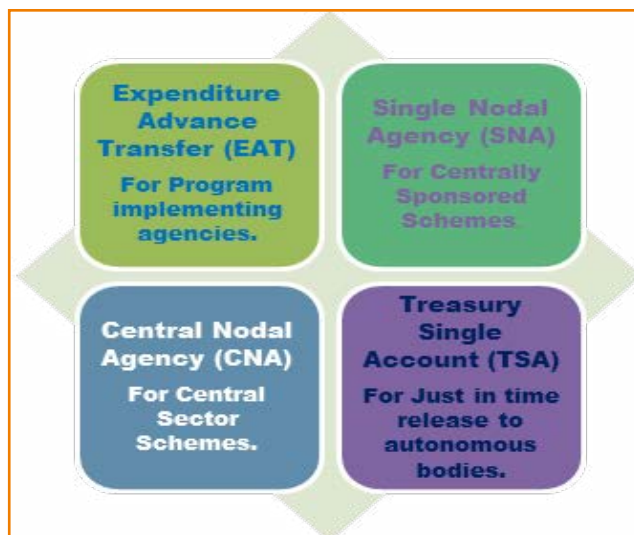 Expenditure
Advance
Transfer (EAT)
For Program
implementing
agencies.
Single Nodal
Agency (SNA)
For Centrally
Sponsored
Schemes
Central Nodal
Agency (CNA)
For Central
Sector
Schemes.
Treasury
Single
Account (TSA)
For Just in time
release to
autonomous
bodies.